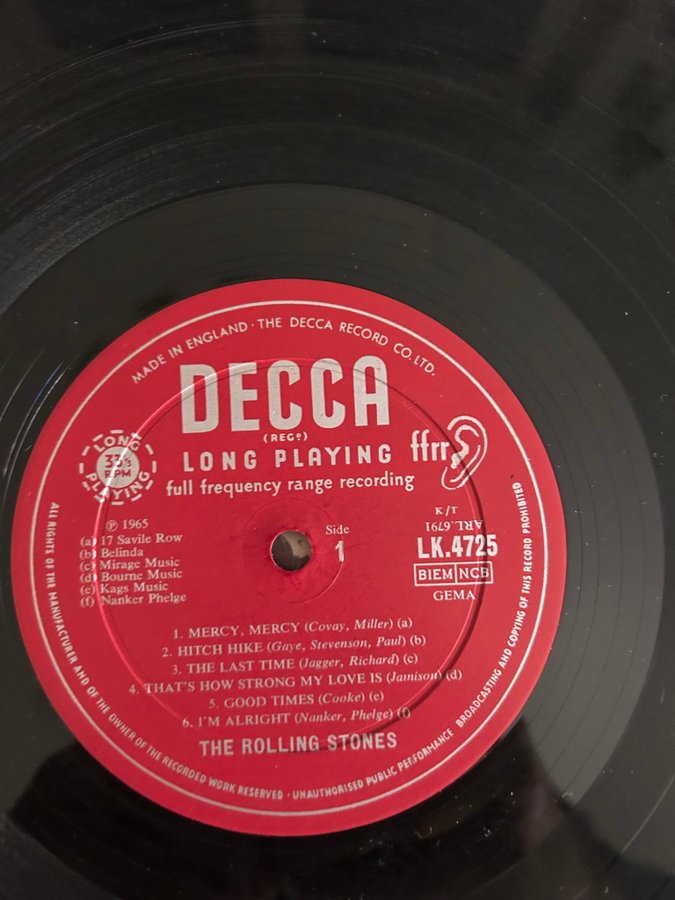 MADE IN ENGLAND · THE DECCA RECORD CO. LTD.
DECCA
(REGD)
LONG PLAYING
ffrr
full frequency range recording
LONG
33⅓
RPM
PLAYING
℗ 1965
(a) 17 Savile Row
(b) Belinda
(c) Mirage Music
(d) Bourne Music
(e) Kags Music
(f) Nanker Phelge
Side
1
T/K
ARL.6791
LK.4725
BIEM NCB
GEMA
1. MERCY, MERCY (Covay, Miller) (a)
2. HITCH HIKE (Gaye, Stevenson, Paul) (b)
3. THE LAST TIME (Jagger, Richard) (c)
4. THAT'S HOW STRONG MY LOVE IS (Jamison) (d)
5. GOOD TIMES (Cooke) (e)
6. I'M ALRIGHT (Nanker, Phelge) (f)
THE ROLLING STONES
ALL RIGHTS OF THE MANUFACTURER AND OF THE OWNER OF THE RECORDED WORK RESERVED · UNAUTHORISED PUBLIC PERFORMANCE BROADCASTING AND COPYING OF THIS RECORD PROHIBITED